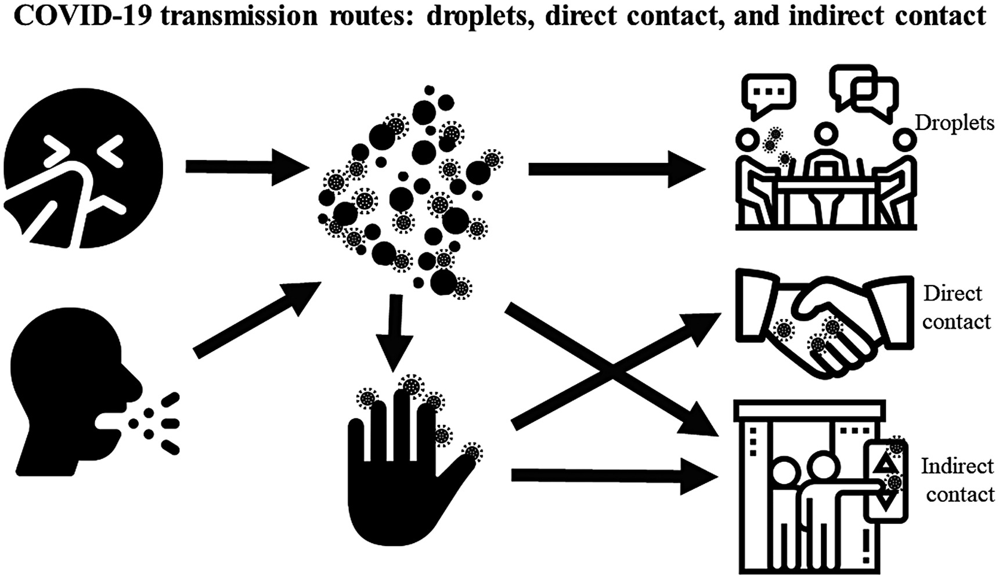 COVID-19 transmission routes: droplets, direct contact, and indirect contact
Droplets
Direct
contact
Indirect
contact